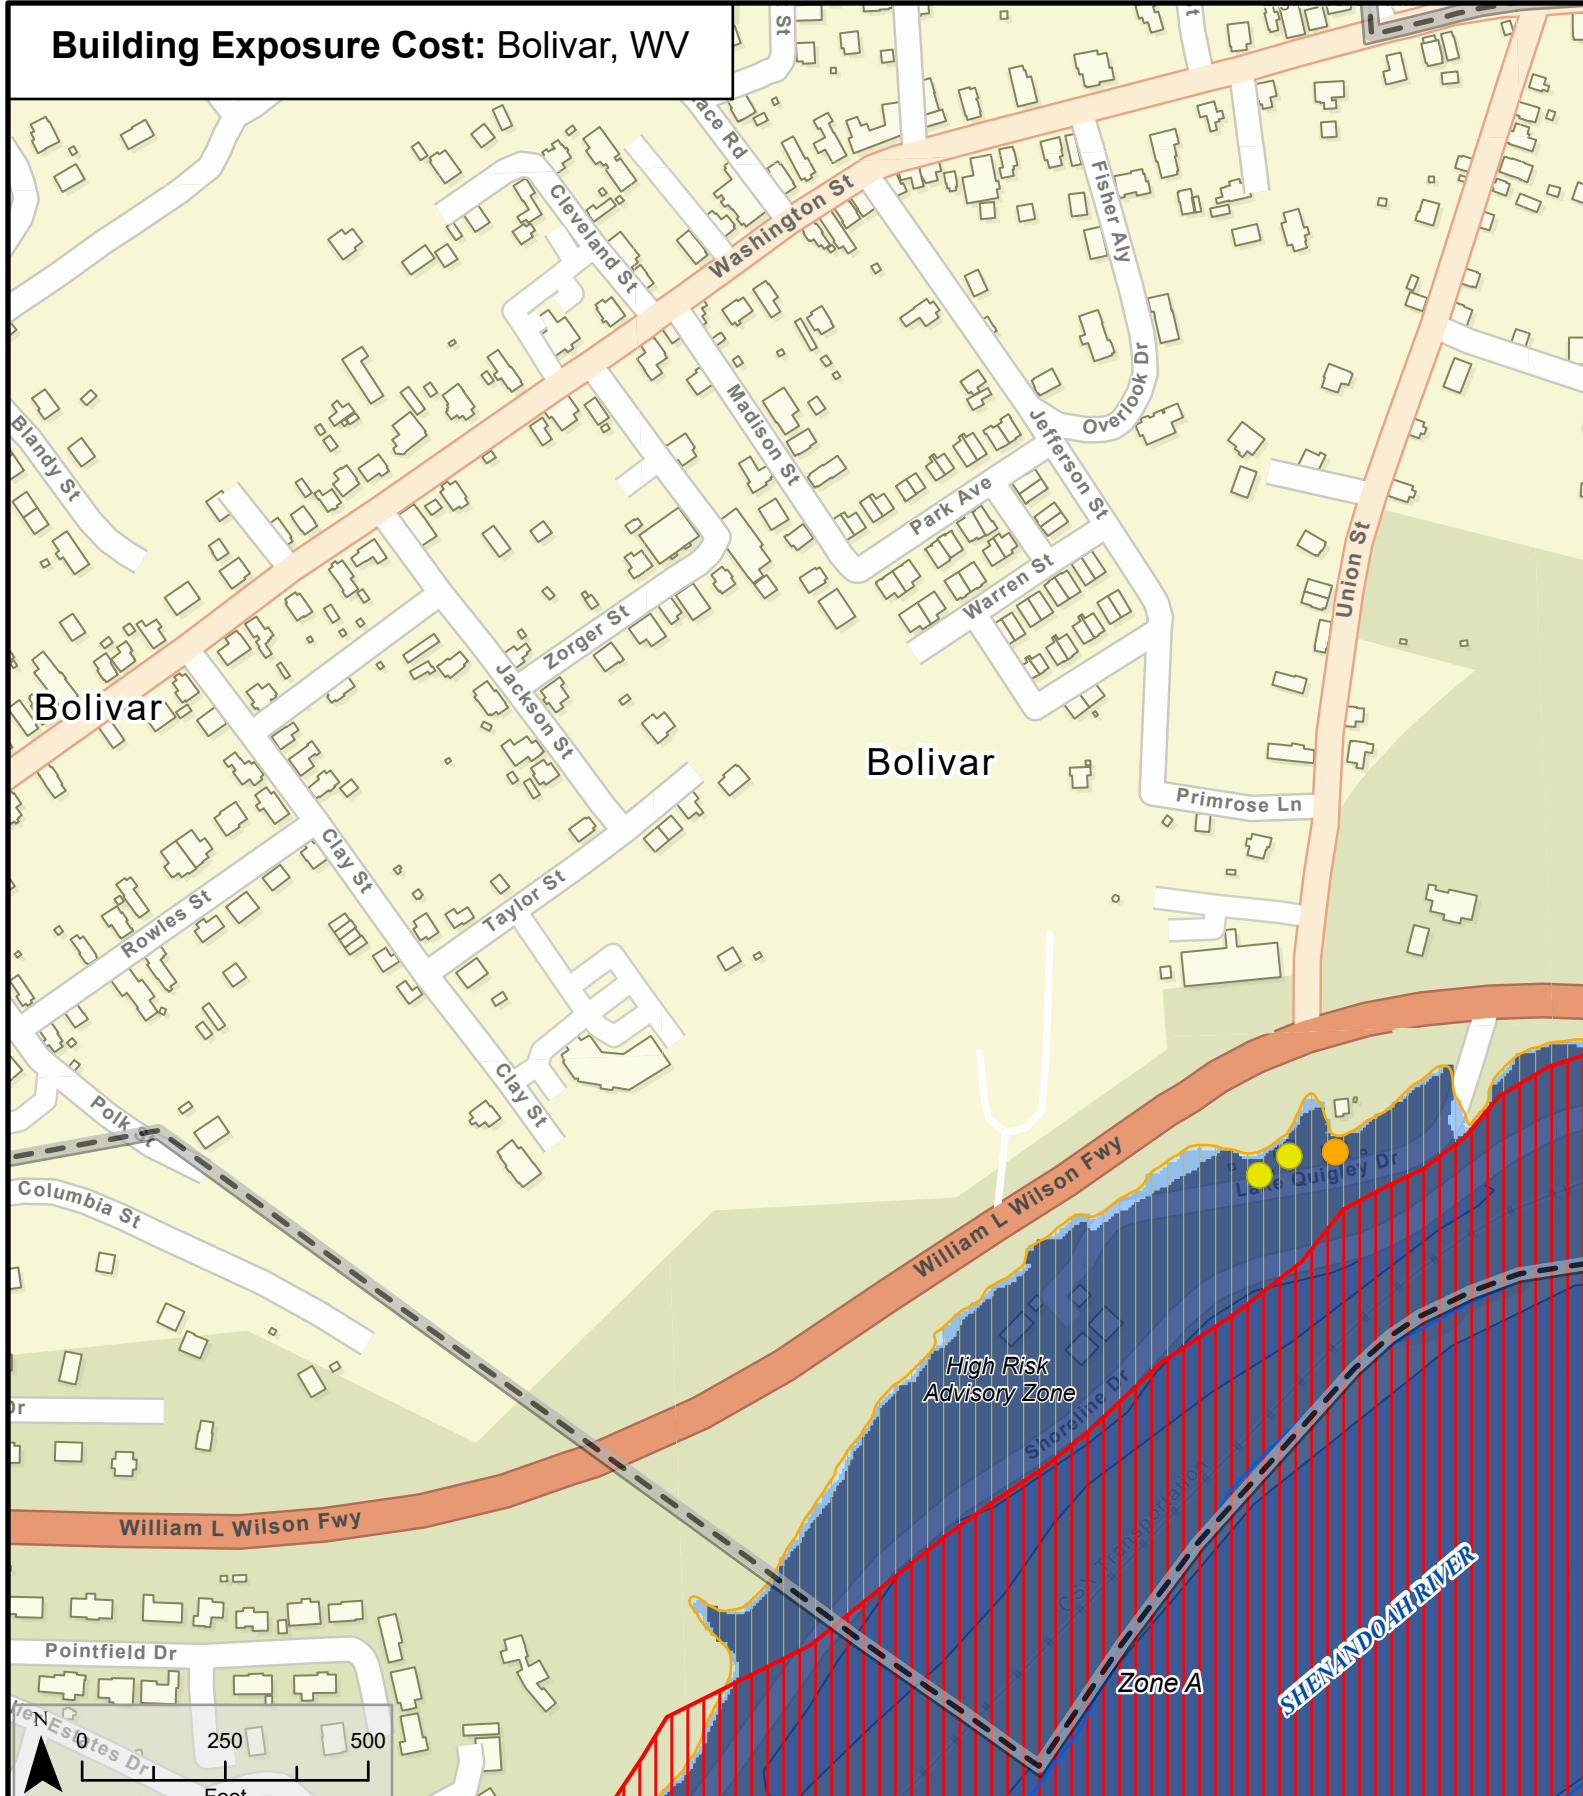 Building Exposure Cost: Bolivar, WV
St
Cleveland St
Washington St
Fisher Aly
Overlook Dr
Blandy St
Madison St
Jefferson St
Park Ave
Warren St
Union St
Zorger St
Jackson St
Bolivar
Bolivar
Primrose Ln
Clay St
Rowles St
Taylor St
Clay St
Polk St
Columbia St
William L Wilson Fwy
Lake Quigley Dr
High Risk
Advisory Zone
Shoreline Dr
CSX Transportation
William L Wilson Fwy
SHENANDOAH RIVER
Zone A
Pointfield Dr
Estates Dr
N
0 250 500
Feet